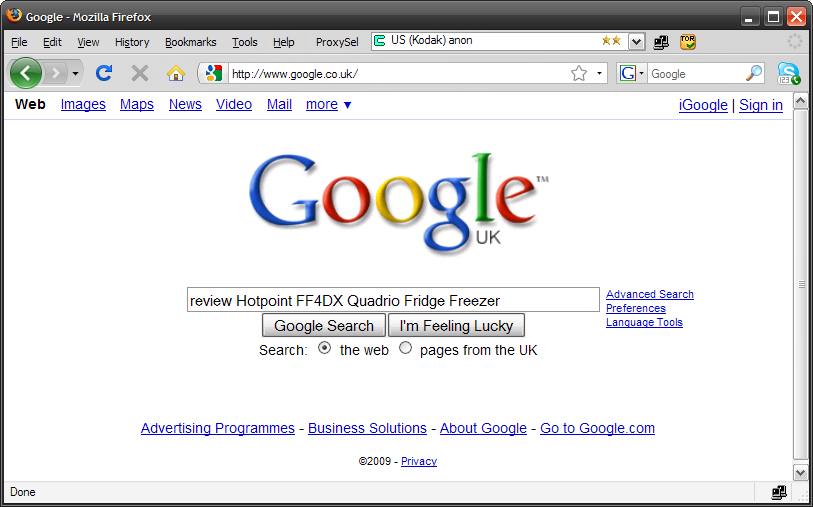 Google - Mozilla Firefox
File Edit View History Bookmarks Tools Help ProxySel US (Kodak) anon TOR
http://www.google.co.uk/ G Google 123
Web Images Maps News Video Mail more ▼ iGoogle | Sign in
Google™
UK
review Hotpoint FF4DX Quadrio Fridge Freezer Advanced Search
Preferences
Google Search I'm Feeling Lucky Language Tools
Search: the web pages from the UK
Advertising Programmes - Business Solutions - About Google - Go to Google.com
©2009 - Privacy
Done